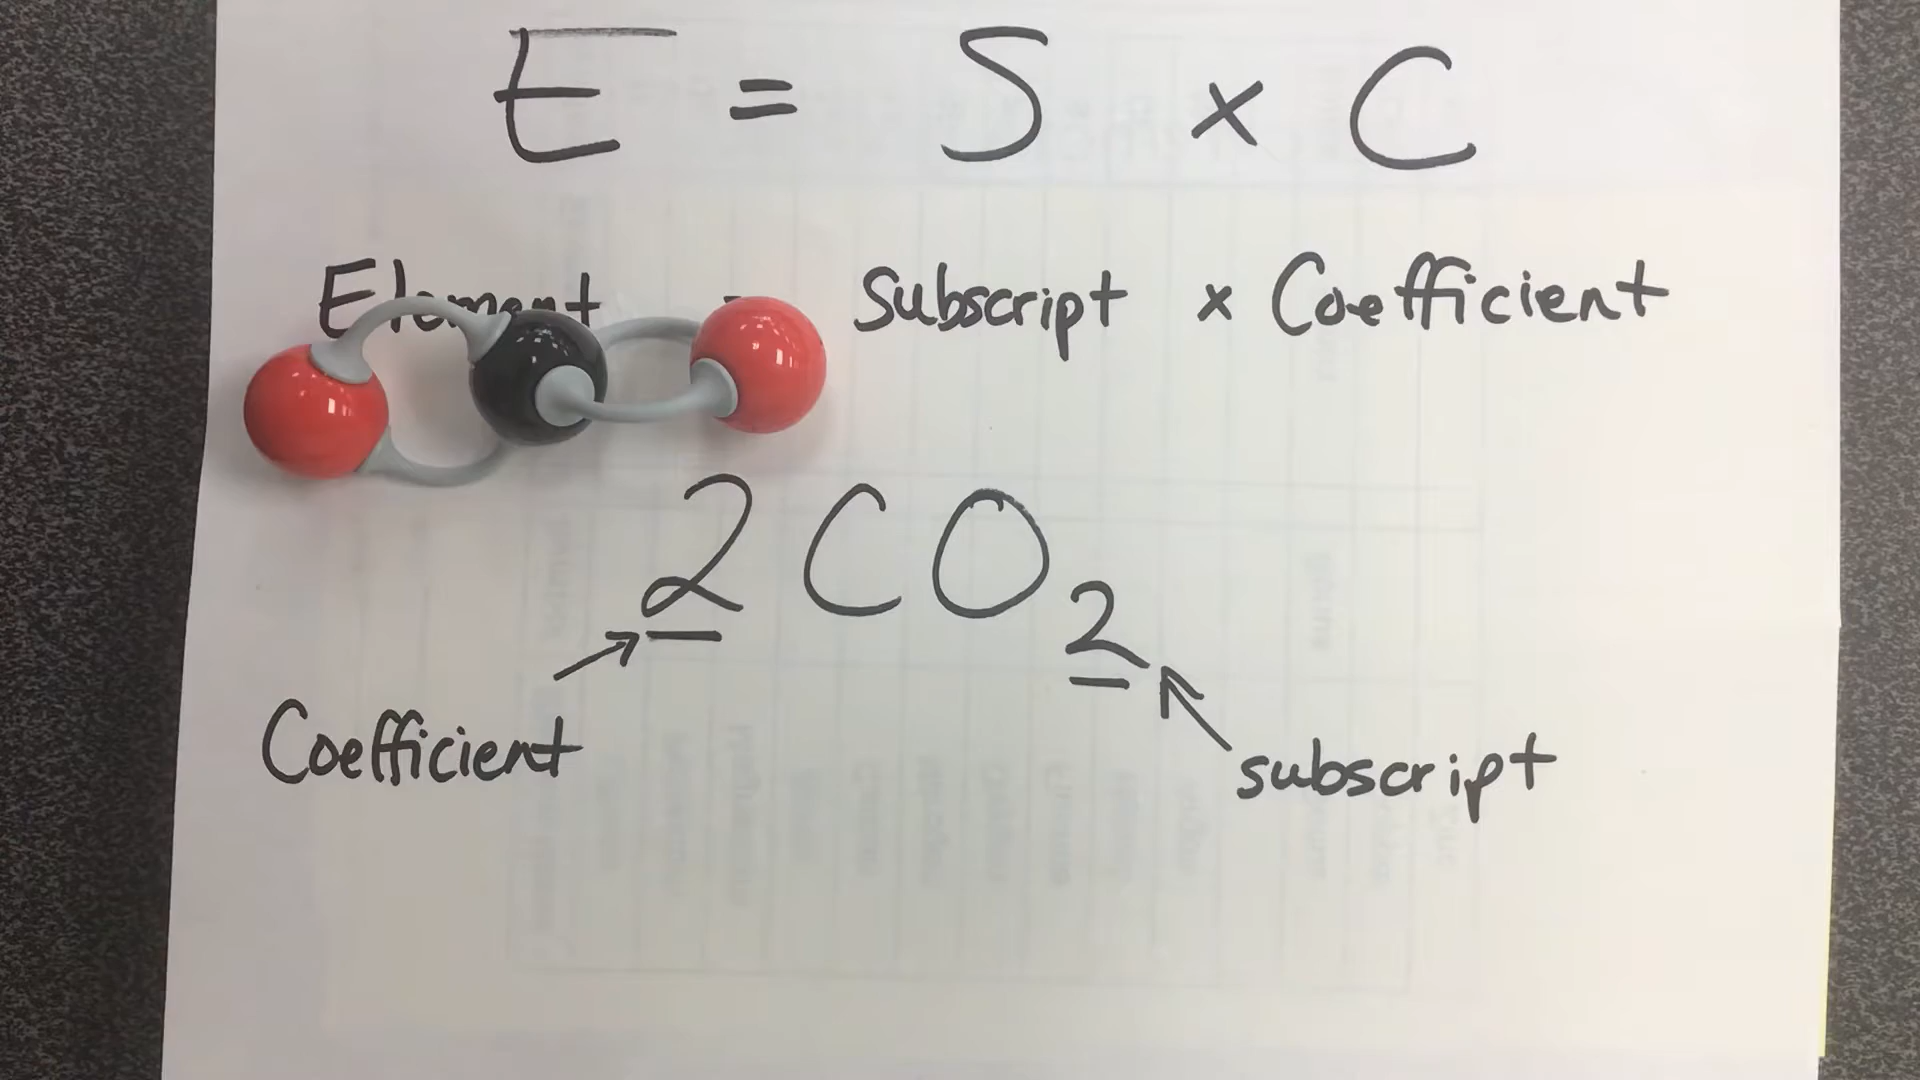 E = S x C
Element = Subscript x Coefficient
2CO₂
Coefficient
subscript